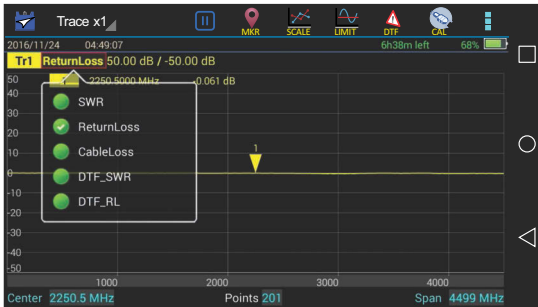 Trace x1
MKR SCALE LIMIT DTF CAL
2016/11/24 04:49:07 6h38m left 68%
Tr1 ReturnLoss 50.00 dB / -50.00 dB
50 1 2250.5000 MHz -0.061 dB
SWR
ReturnLoss
CableLoss
DTF_SWR
DTF_RL
30
20
10
0
-10
-20
-30
-40
-50
1
1000 2000 3000 4000
Center 2250.5 MHz Points 201 Span 4499 MHz